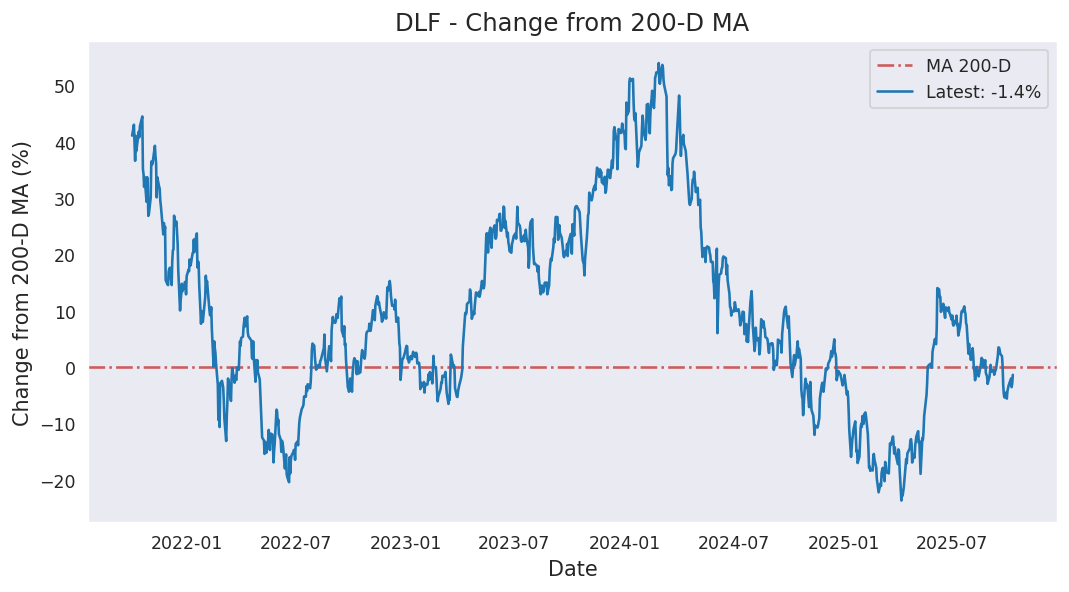 DLF - Change from 200-D MA
MA 200-D
Latest: -1.4%
Change from 200-D MA (%)
50
40
30
20
10
0
−10
−20
2022-01 2022-07 2023-01 2023-07 2024-01 2024-07 2025-01 2025-07
Date